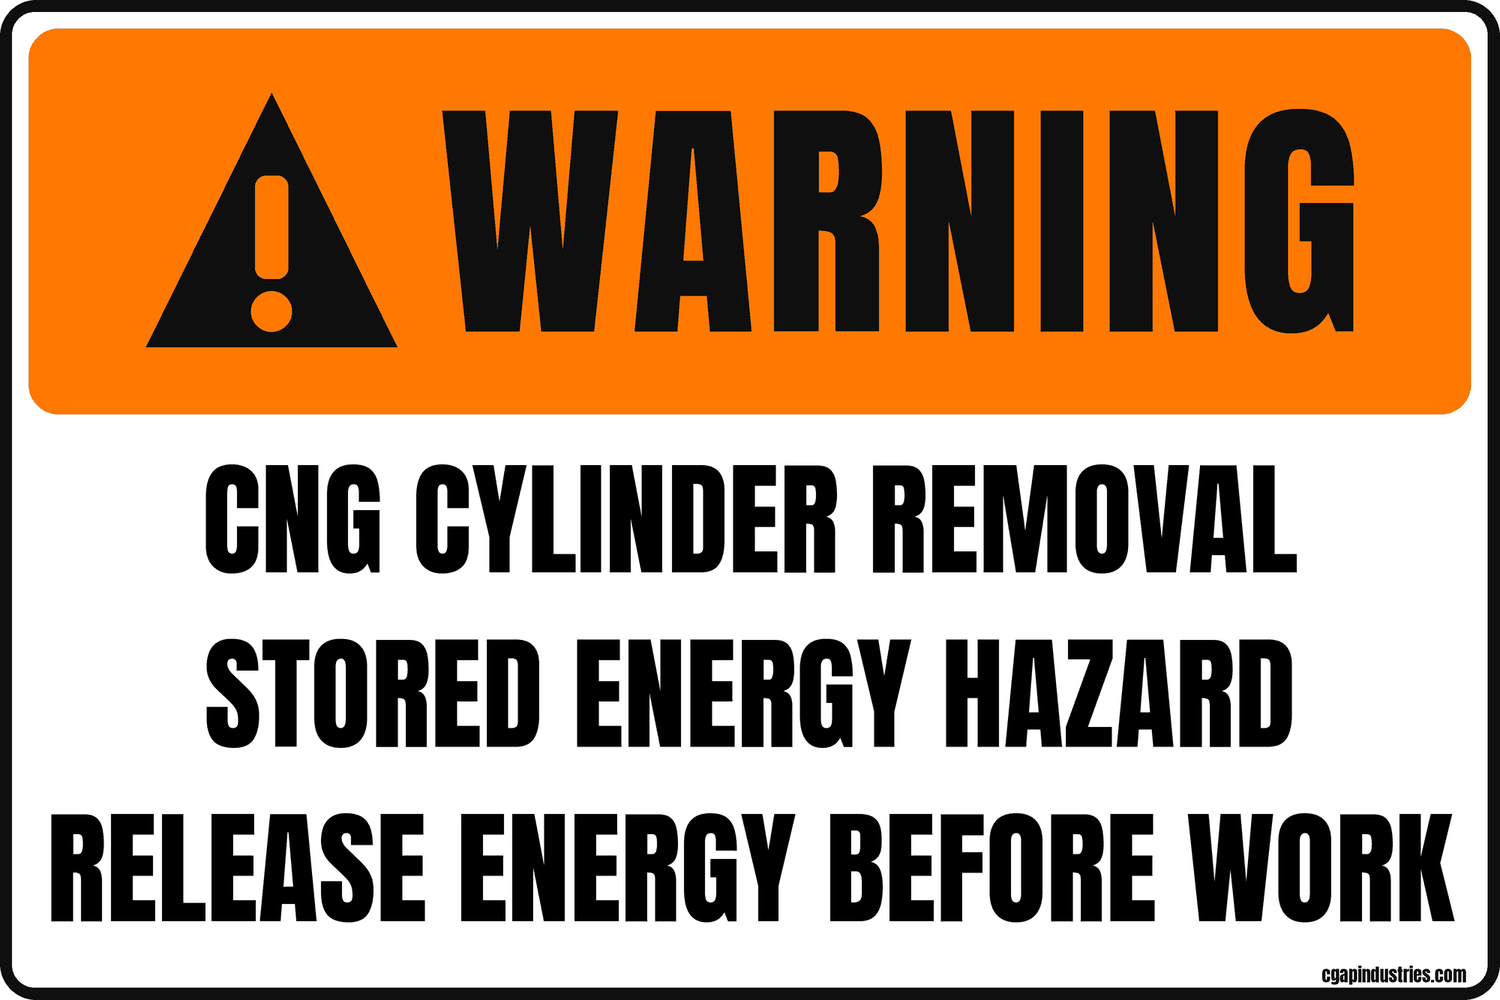 WARNING
CNG CYLINDER REMOVAL
STORED ENERGY HAZARD
RELEASE ENERGY BEFORE WORK
cgapindustries.com